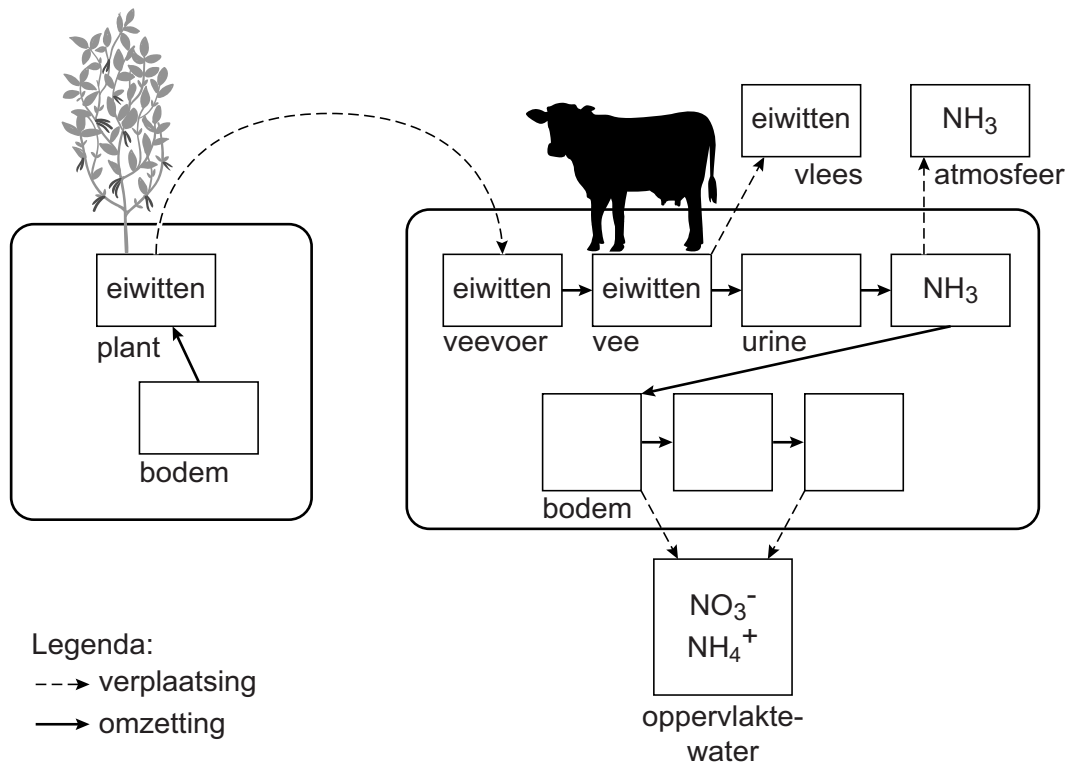 eiwitten
vlees
NH₃
atmosfeer
eiwitten
plant
bodem
eiwitten
veevoer
eiwitten
vee
urine
NH₃
bodem
NO₃⁻
NH₄⁺
oppervlakte-
water
Legenda:
verplaatsing
omzetting